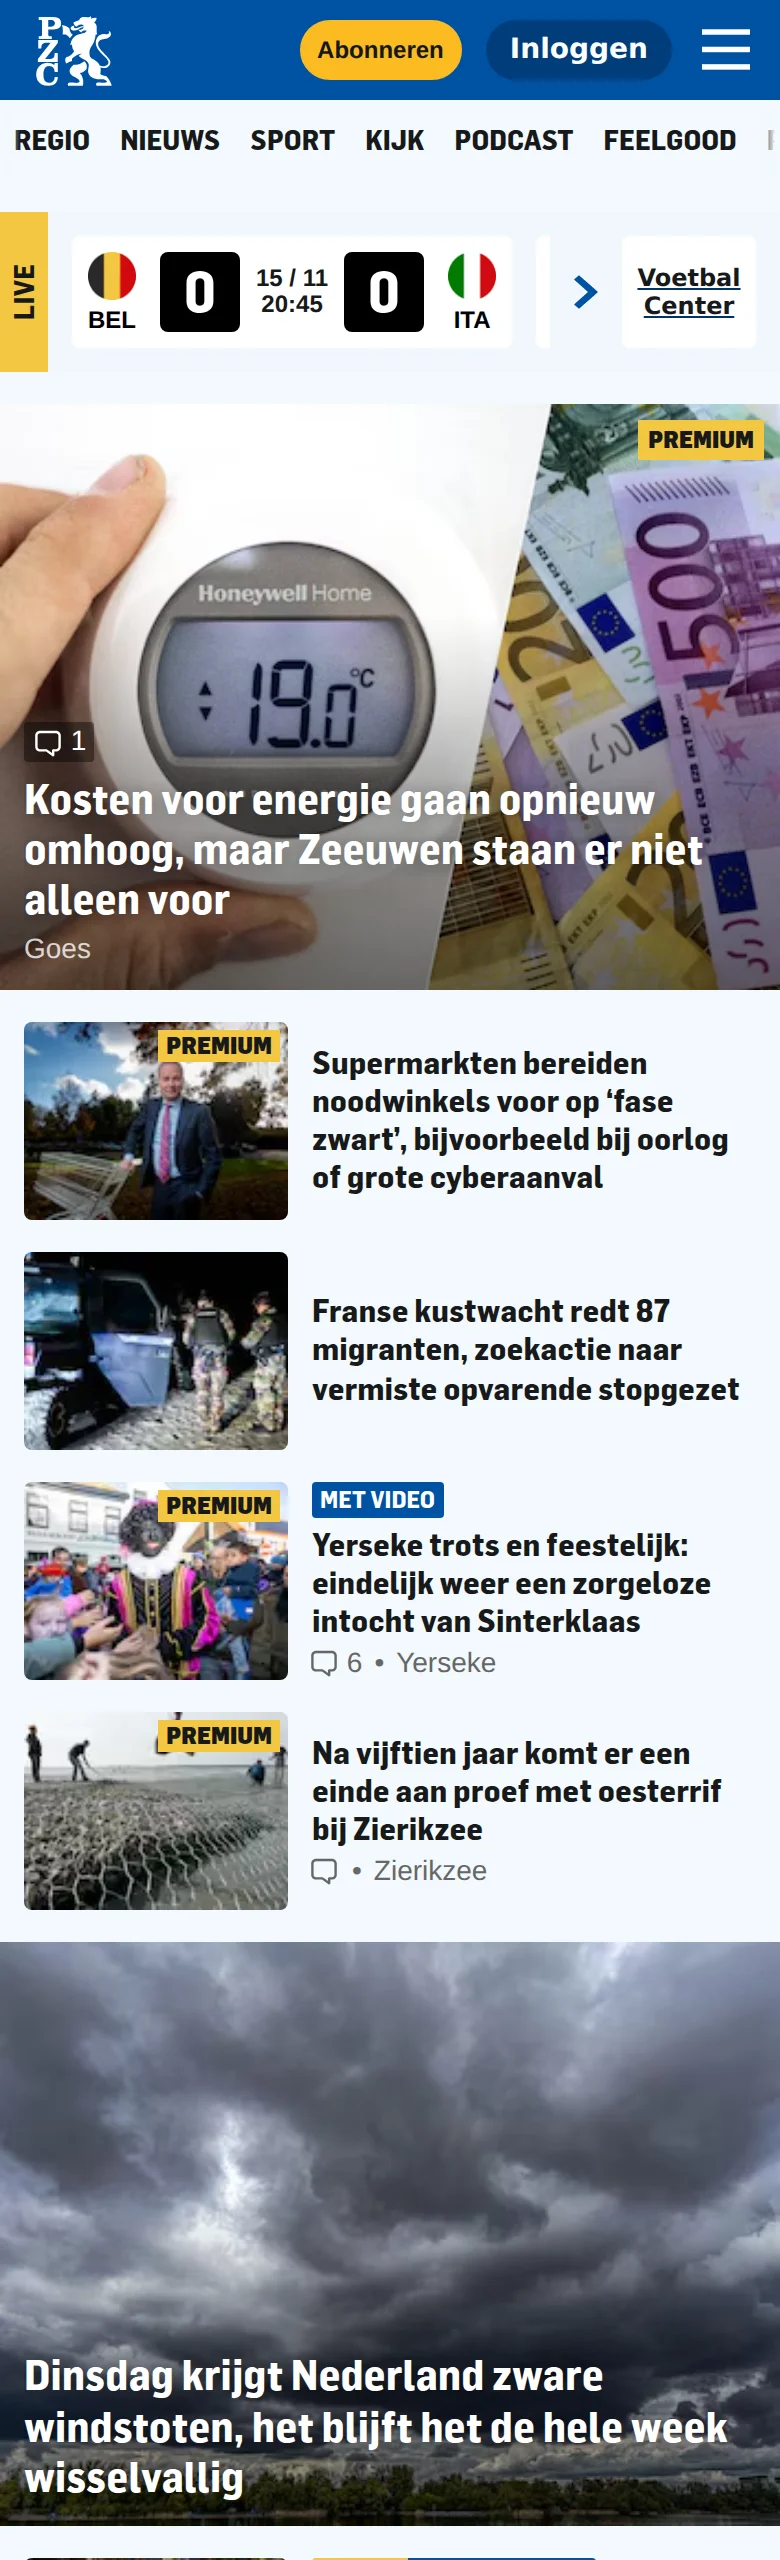 PZC
Abonneren
Inloggen
REGIO NIEUWS SPORT KIJK PODCAST FEELGOOD
LIVE
BEL
0
15 / 11
20:45
0
ITA
Voetbal
Center
PREMIUM
Honeywell Home
19.0°C
500
200
1
Kosten voor energie gaan opnieuw
omhoog, maar Zeeuwen staan er niet
alleen voor
Goes
PREMIUM
Supermarkten bereiden
noodwinkels voor op ‘fase
zwart’, bijvoorbeeld bij oorlog
of grote cyberaanval
Franse kustwacht redt 87
migranten, zoekactie naar
vermiste opvarende stopgezet
PREMIUM
MET VIDEO
Yerseke trots en feestelijk:
eindelijk weer een zorgeloze
intocht van Sinterklaas
6 • Yerseke
PREMIUM
Na vijftien jaar komt er een
einde aan proef met oesterrif
bij Zierikzee
• Zierikzee
Dinsdag krijgt Nederland zware
windstoten, het blijft het de hele week
wisselvallig